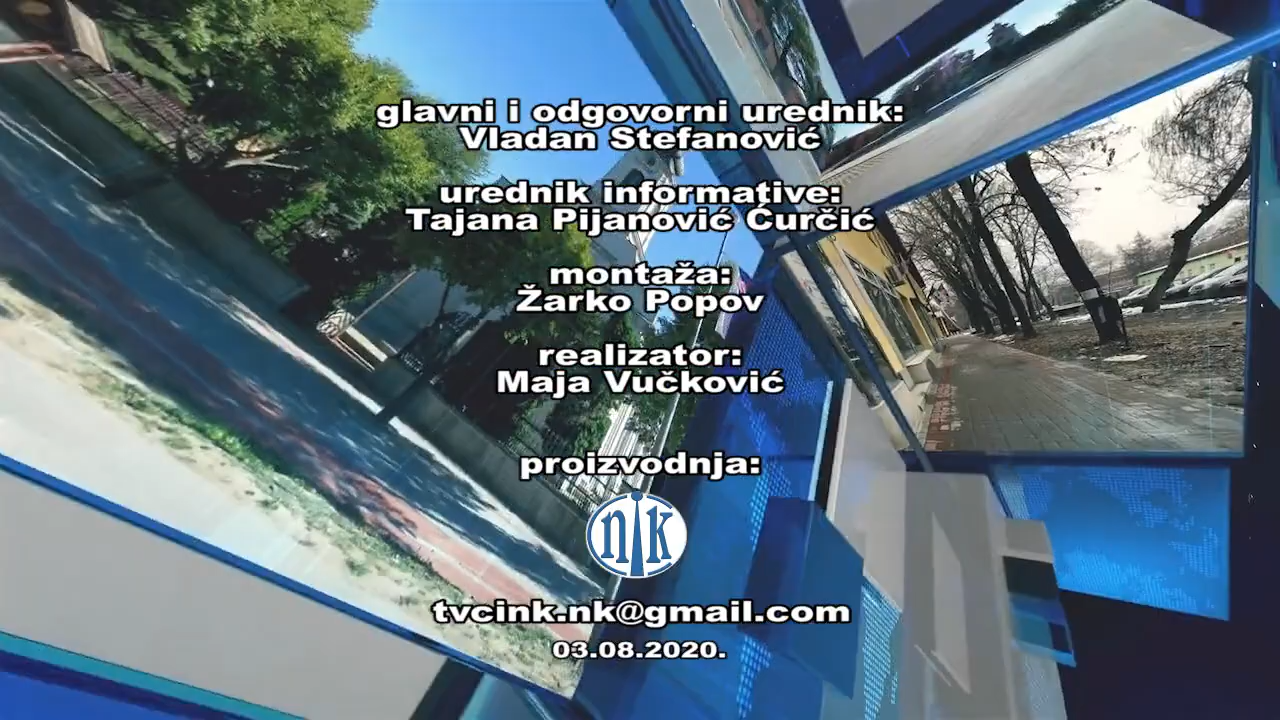 glavni i odgovorni urednik:
Vladan Stefanović
urednik informative:
Tajana Pijanović Ćurčić
montaža:
Žarko Popov
realizator:
Maja Vučković
proizvodnja:
nik
tvcink.nk@gmail.com
03.08.2020.